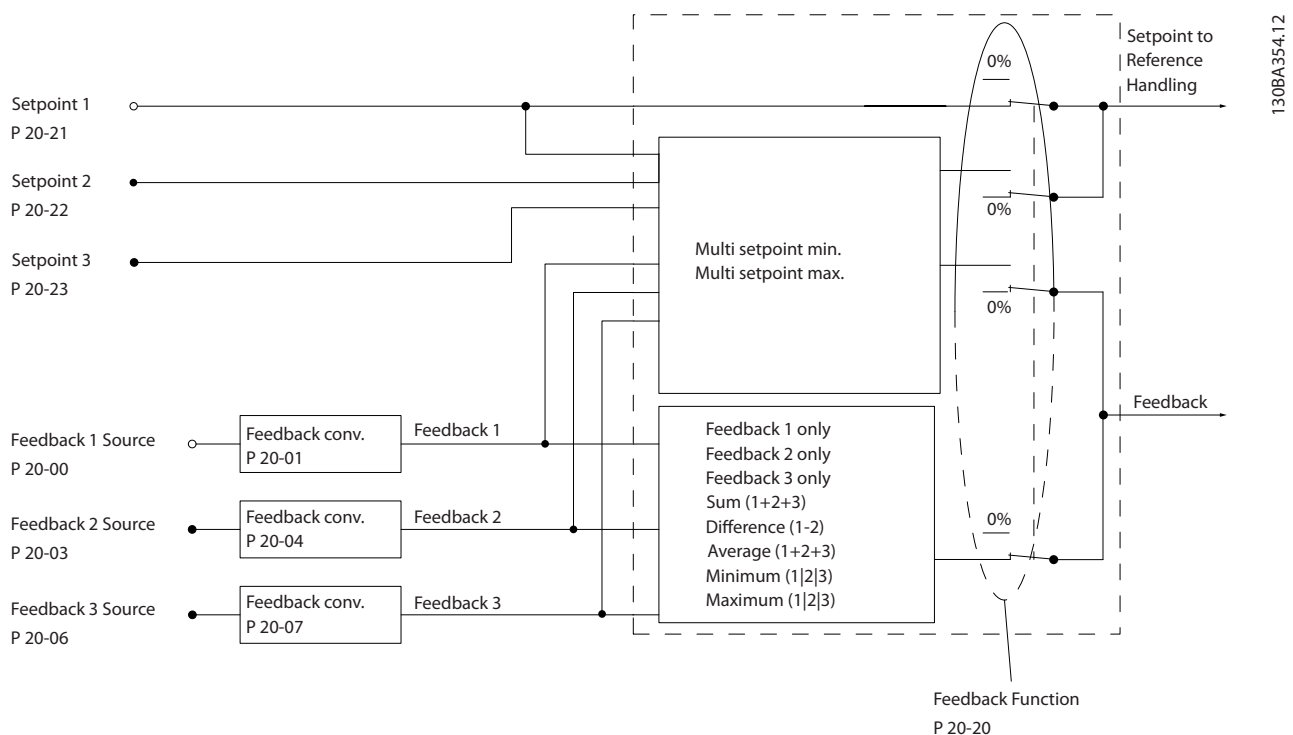 130BA354.12
Setpoint to
Reference
Handling
0%
Setpoint 1
P 20-21
Setpoint 2
P 20-22
0%
Setpoint 3
P 20-23
Multi setpoint min.
Multi setpoint max.
0%
Feedback
Feedback 1 Source
P 20-00
Feedback conv.
P 20-01
Feedback 1
Feedback 2 Source
P 20-03
Feedback conv.
P 20-04
Feedback 2
Feedback 3 Source
P 20-06
Feedback conv.
P 20-07
Feedback 3
Feedback 1 only
Feedback 2 only
Feedback 3 only
Sum (1+2+3)
Difference (1-2)
Average (1+2+3)
Minimum (1|2|3)
Maximum (1|2|3)
0%
Feedback Function
P 20-20